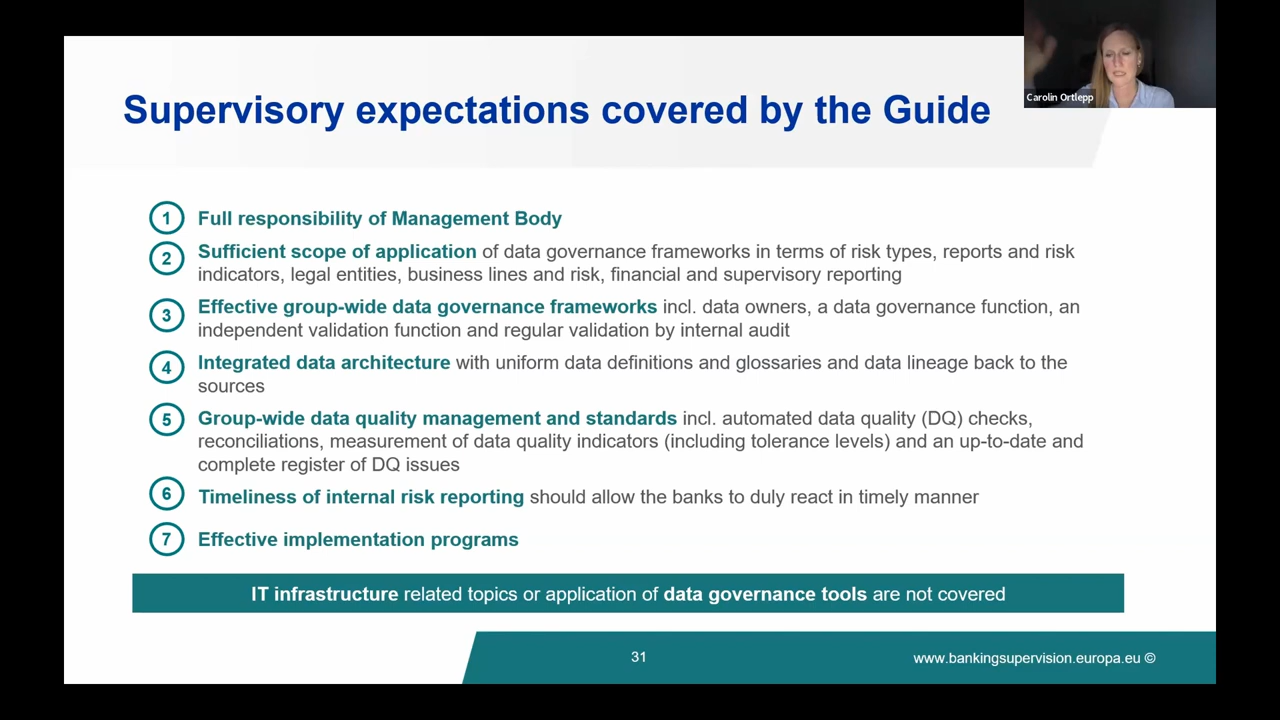 Carolin Ortlepp
Supervisory expectations covered by the Guide
1 Full responsibility of Management Body
2 Sufficient scope of application of data governance frameworks in terms of risk types, reports and risk
indicators, legal entities, business lines and risk, financial and supervisory reporting
3 Effective group-wide data governance frameworks incl. data owners, a data governance function, an
independent validation function and regular validation by internal audit
4 Integrated data architecture with uniform data definitions and glossaries and data lineage back to the
sources
5 Group-wide data quality management and standards incl. automated data quality (DQ) checks,
reconciliations, measurement of data quality indicators (including tolerance levels) and an up-to-date and
complete register of DQ issues
6 Timeliness of internal risk reporting should allow the banks to duly react in timely manner
7 Effective implementation programs
IT infrastructure related topics or application of data governance tools are not covered
31
www.bankingsupervision.europa.eu ©